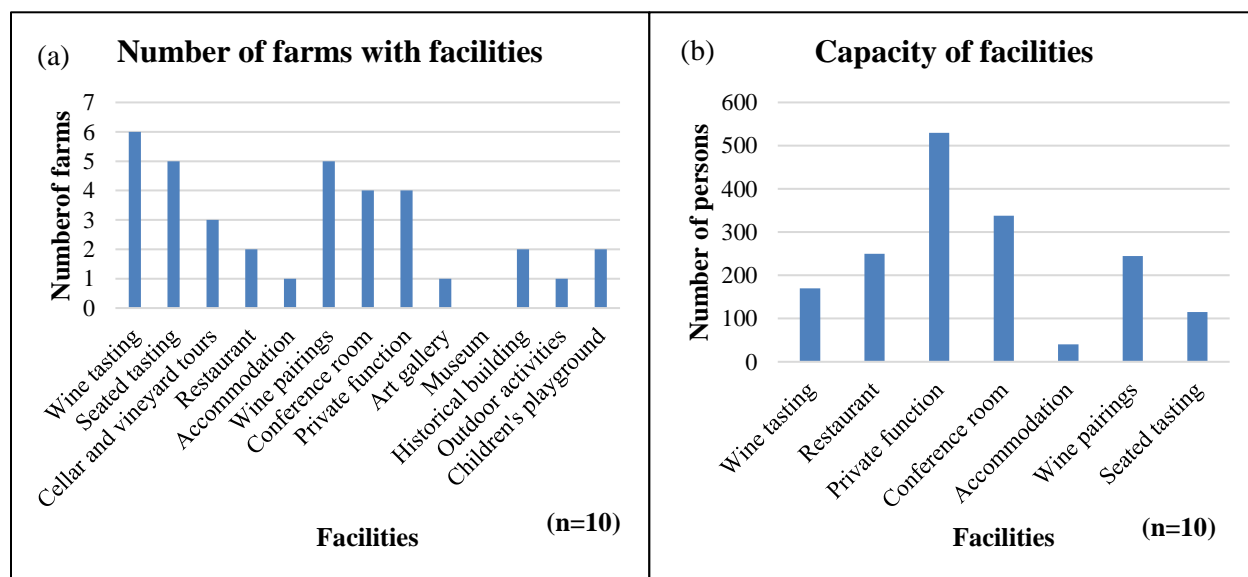 (a) Number of farms with facilities
Number of farms
7
6
5
4
3
2
1
0
Wine tasting
Seated tasting
Cellar and vineyard tours
Restaurant
Accommodation
Wine pairings
Conference room
Private function
Art gallery
Museum
Historical building
Outdoor activities
Children's playground
(n=10)
Facilities
(b) Capacity of facilities
Number of persons
600
500
400
300
200
100
0
Wine tasting
Restaurant
Private function
Conference room
Accommodation
Wine pairings
Seated tasting
(n=10)
Facilities